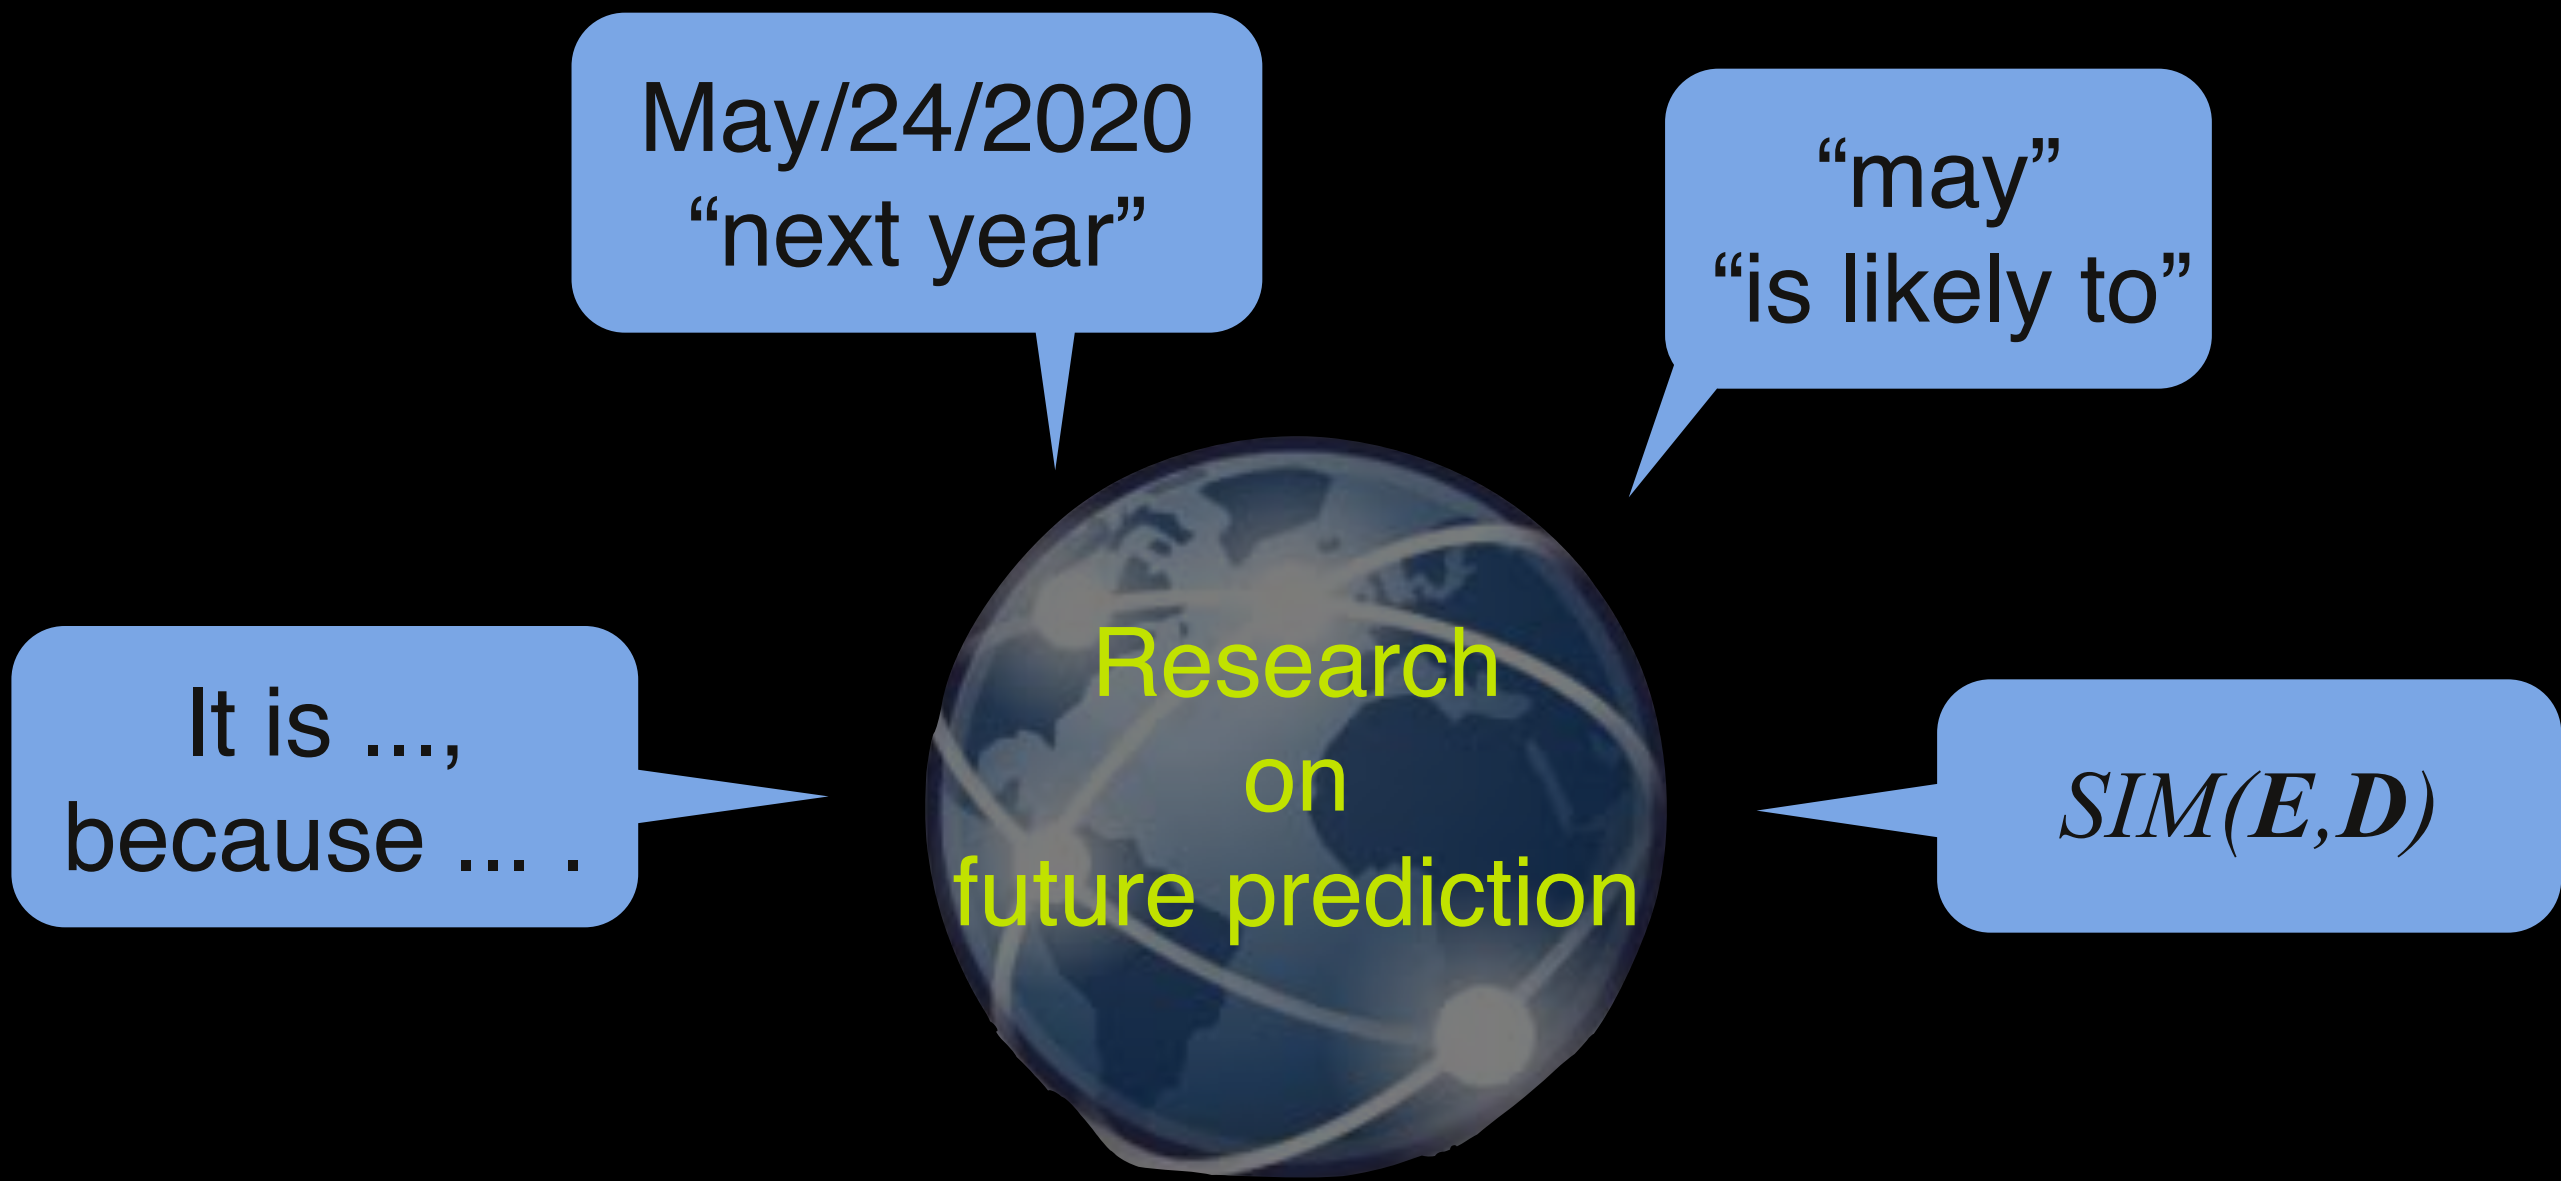 May/24/2020
“next year”
“may”
“is likely to”
It is ...,
because ... .
Research
on
future prediction
SIM(E,D)